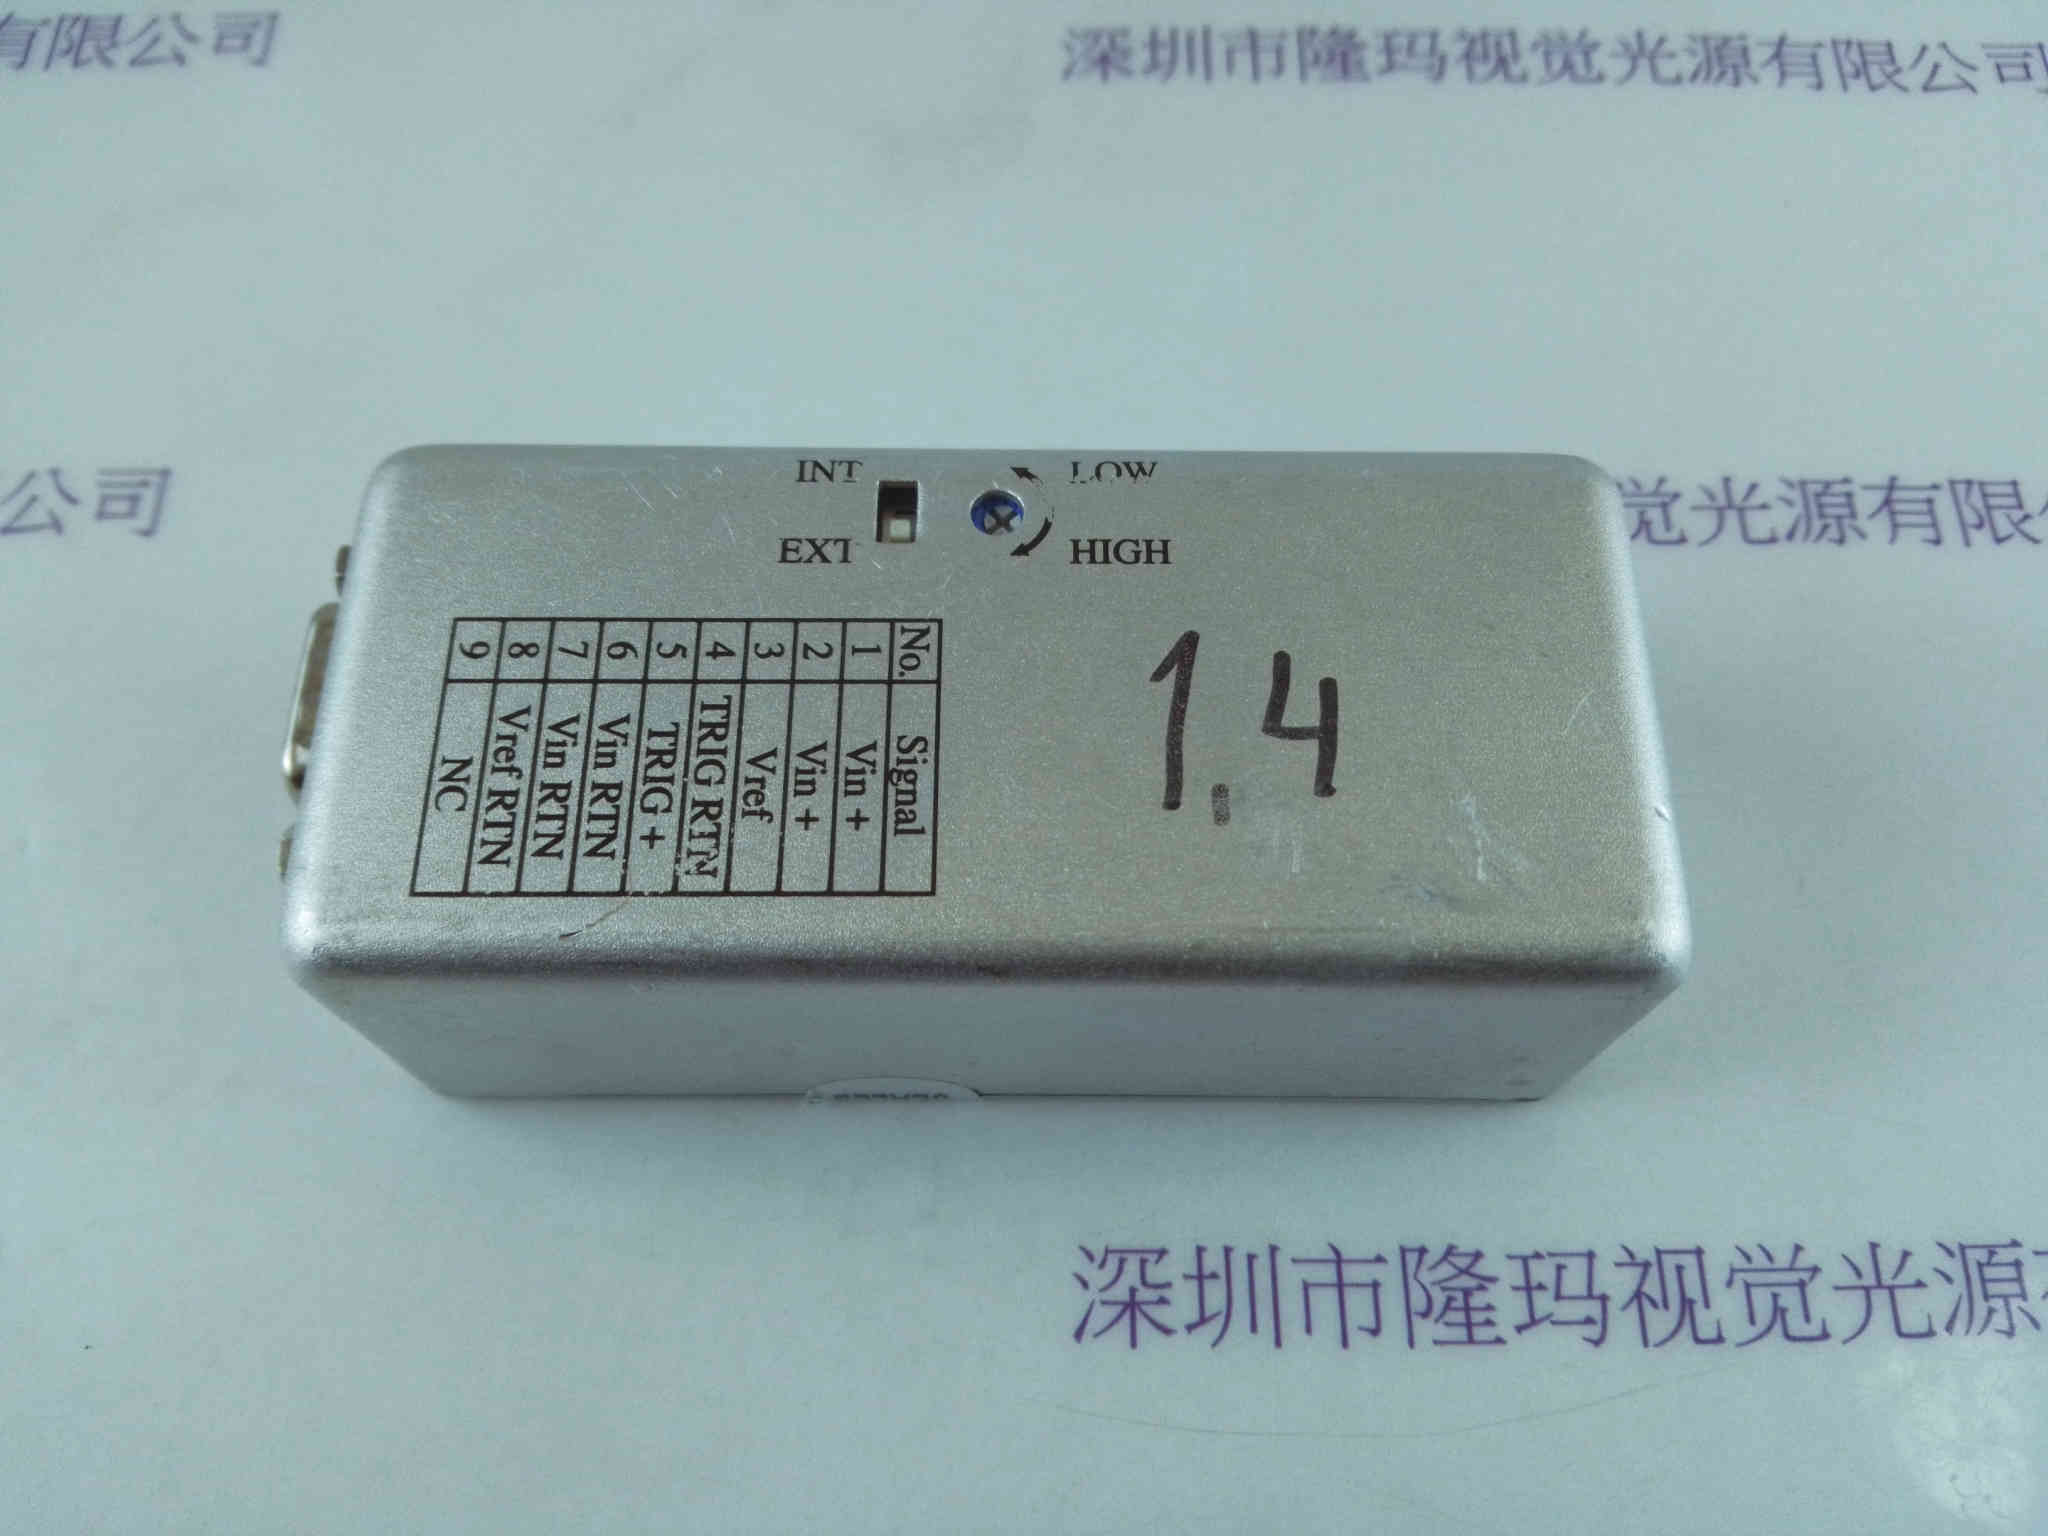 有限公司
深圳市隆玛视觉光源有限公司
公司
觉光源有限
INT
LOW
EXT
HIGH
No. Signal
1 Vin +
2 Vin +
3 Vref
4 TRIG RTN
5 TRIG +
6 Vin RTN
7 Vin RTN
8 Vref RTN
9 NC
1.4
深圳市隆玛视觉光源